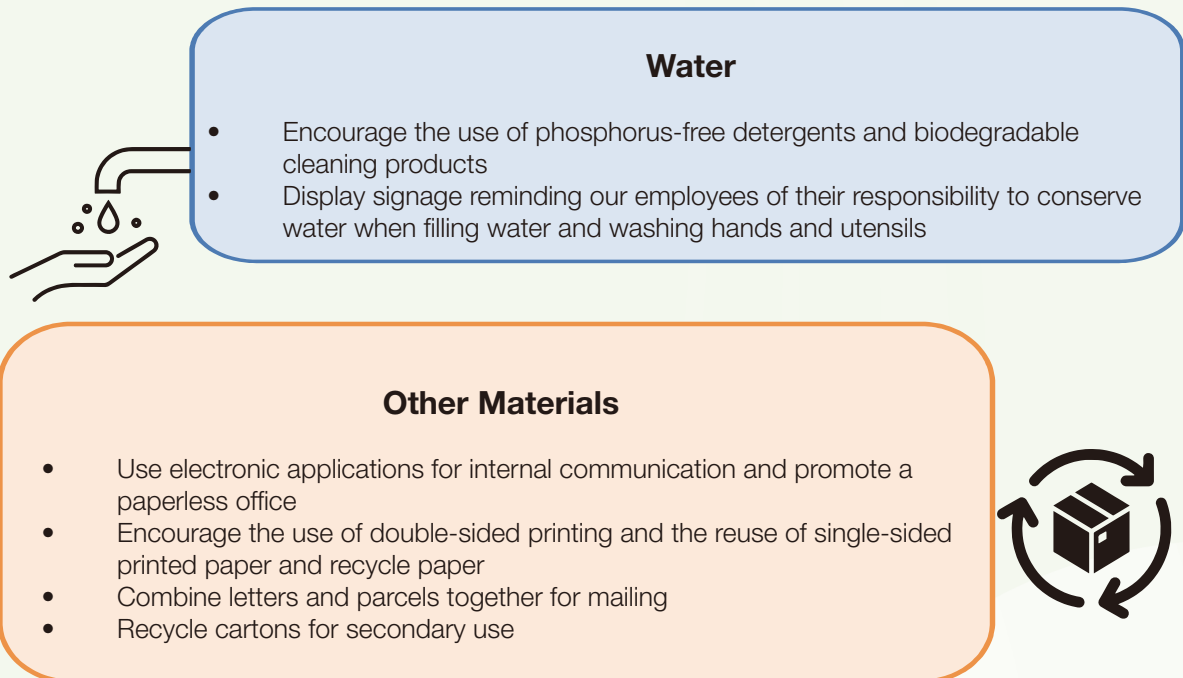 Water
• Encourage the use of phosphorus-free detergents and biodegradable
cleaning products
• Display signage reminding our employees of their responsibility to conserve
water when filling water and washing hands and utensils
Other Materials
• Use electronic applications for internal communication and promote a
paperless office
• Encourage the use of double-sided printing and the reuse of single-sided
printed paper and recycle paper
• Combine letters and parcels together for mailing
• Recycle cartons for secondary use